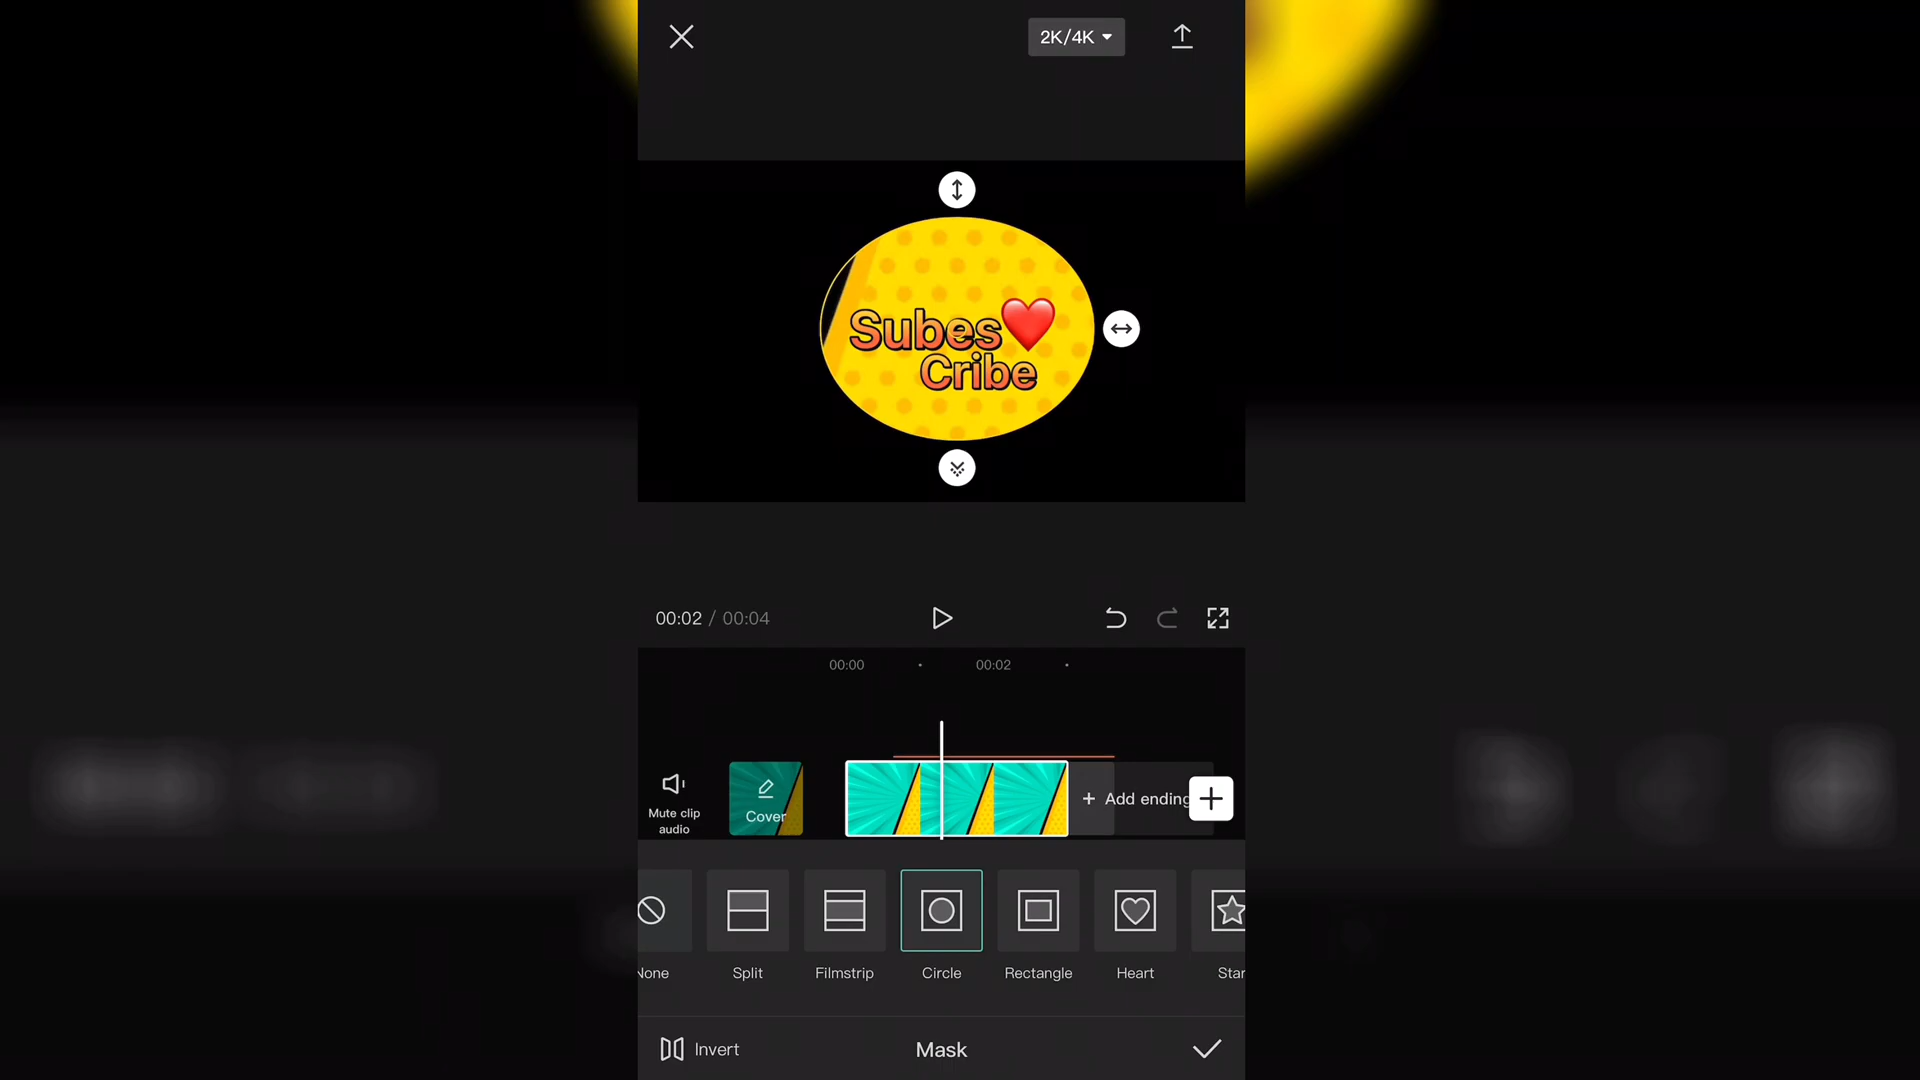 2K/4K
Subes❤️
Cribe
00:02 / 00:04
00:00
00:02
Mute clip
audio
Cover
+ Add ending
None
Split
Filmstrip
Circle
Rectangle
Heart
Star
Invert
Mask